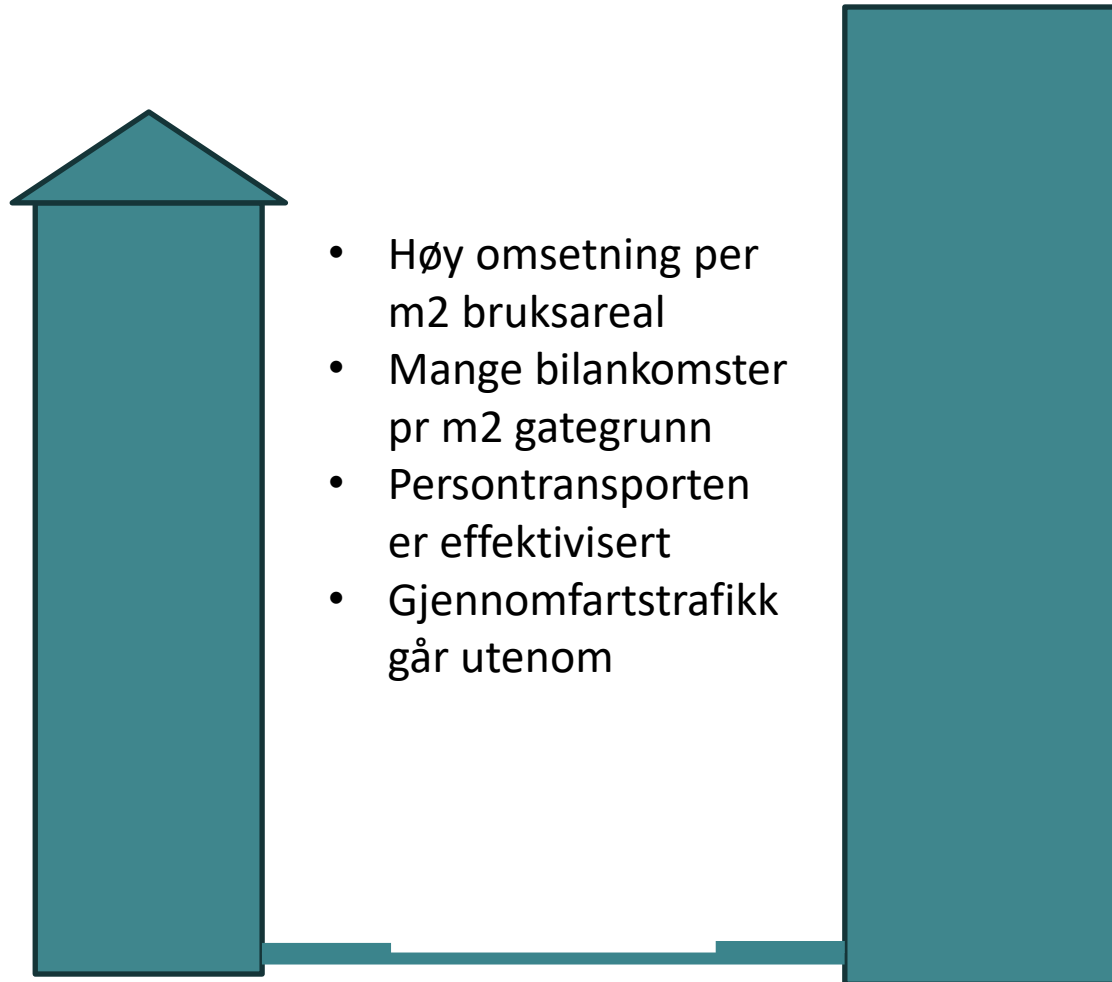 • Høy omsetning per
m2 bruksareal
• Mange bilankomster
pr m2 gategrunn
• Persontransporten
er effektivisert
• Gjennomfartstrafikk
går utenom